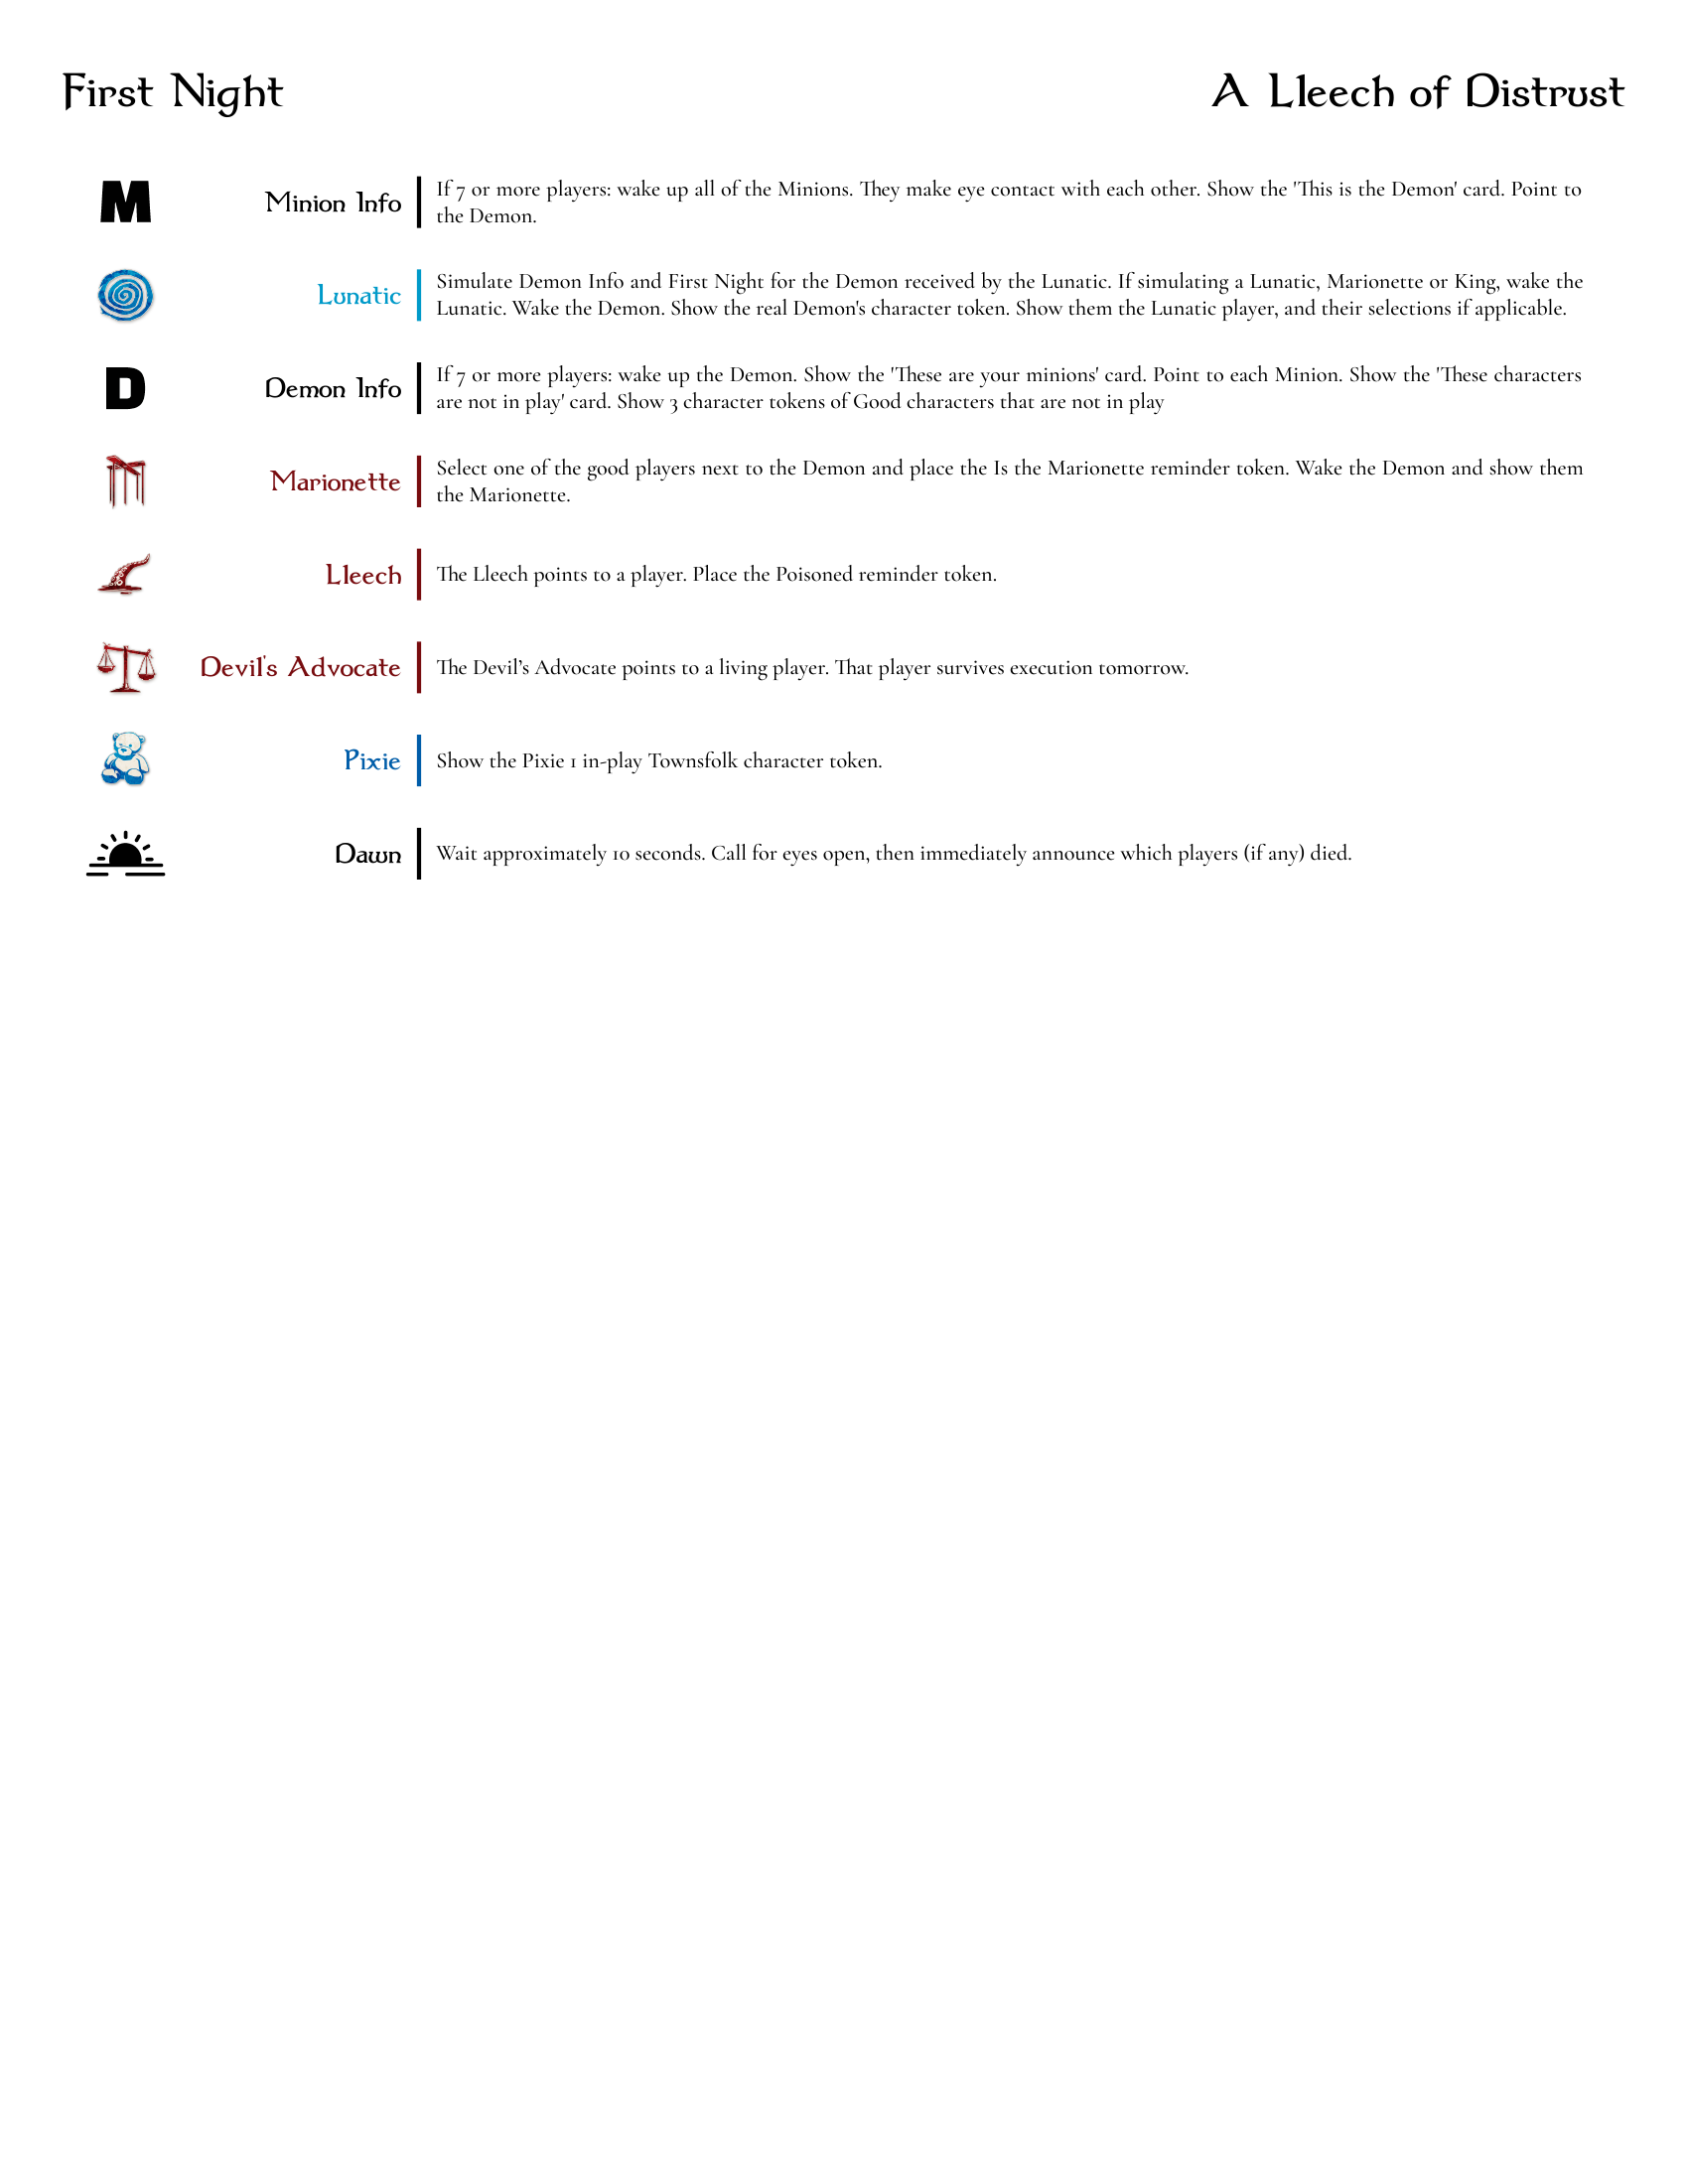 First Night
A Lleech of Distrust
M
Minion Info
If 7 or more players: wake up all of the Minions. They make eye contact with each other. Show the 'This is the Demon' card. Point to
the Demon.
Lunatic
Simulate Demon Info and First Night for the Demon received by the Lunatic. If simulating a Lunatic, Marionette or King, wake the
Lunatic. Wake the Demon. Show the real Demon's character token. Show them the Lunatic player, and their selections if applicable.
D
Demon Info
If 7 or more players: wake up the Demon. Show the 'These are your minions' card. Point to each Minion. Show the 'These characters
are not in play' card. Show 3 character tokens of Good characters that are not in play
Marionette
Select one of the good players next to the Demon and place the Is the Marionette reminder token. Wake the Demon and show them
the Marionette.
Lleech
The Lleech points to a player. Place the Poisoned reminder token.
Devil's Advocate
The Devil’s Advocate points to a living player. That player survives execution tomorrow.
Pixie
Show the Pixie 1 in-play Townsfolk character token.
Dawn
Wait approximately 10 seconds. Call for eyes open, then immediately announce which players (if any) died.